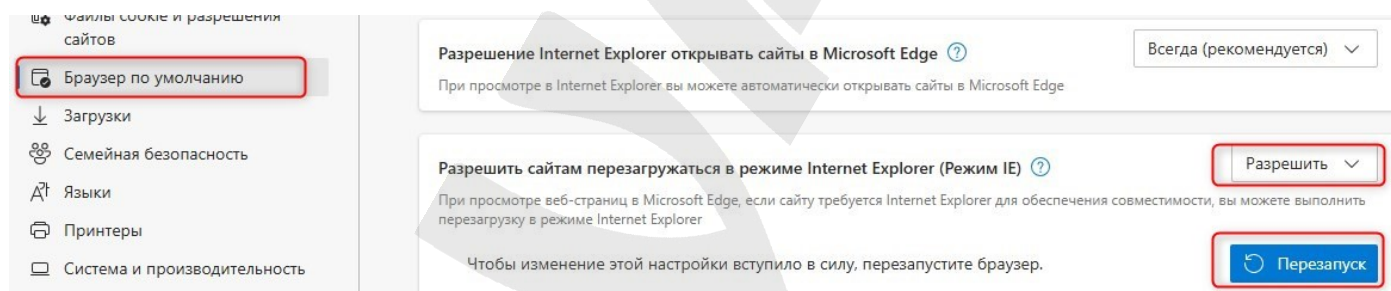 Файлы cookie и разрешения
сайтов
Браузер по умолчанию
Загрузки
Семейная безопасность
Языки
Принтеры
Система и производительность
Разрешение Internet Explorer открывать сайты в Microsoft Edge
Всегда (рекомендуется)
При просмотре в Internet Explorer вы можете автоматически открывать сайты в Microsoft Edge
Разрешить сайтам перезагружаться в режиме Internet Explorer (Режим IE)
Разрешить
При просмотре веб-страниц в Microsoft Edge, если сайту требуется Internet Explorer для обеспечения совместимости, вы можете выполнить
перезагрузку в режиме Internet Explorer
Чтобы изменение этой настройки вступило в силу, перезапустите браузер.
Перезапуск